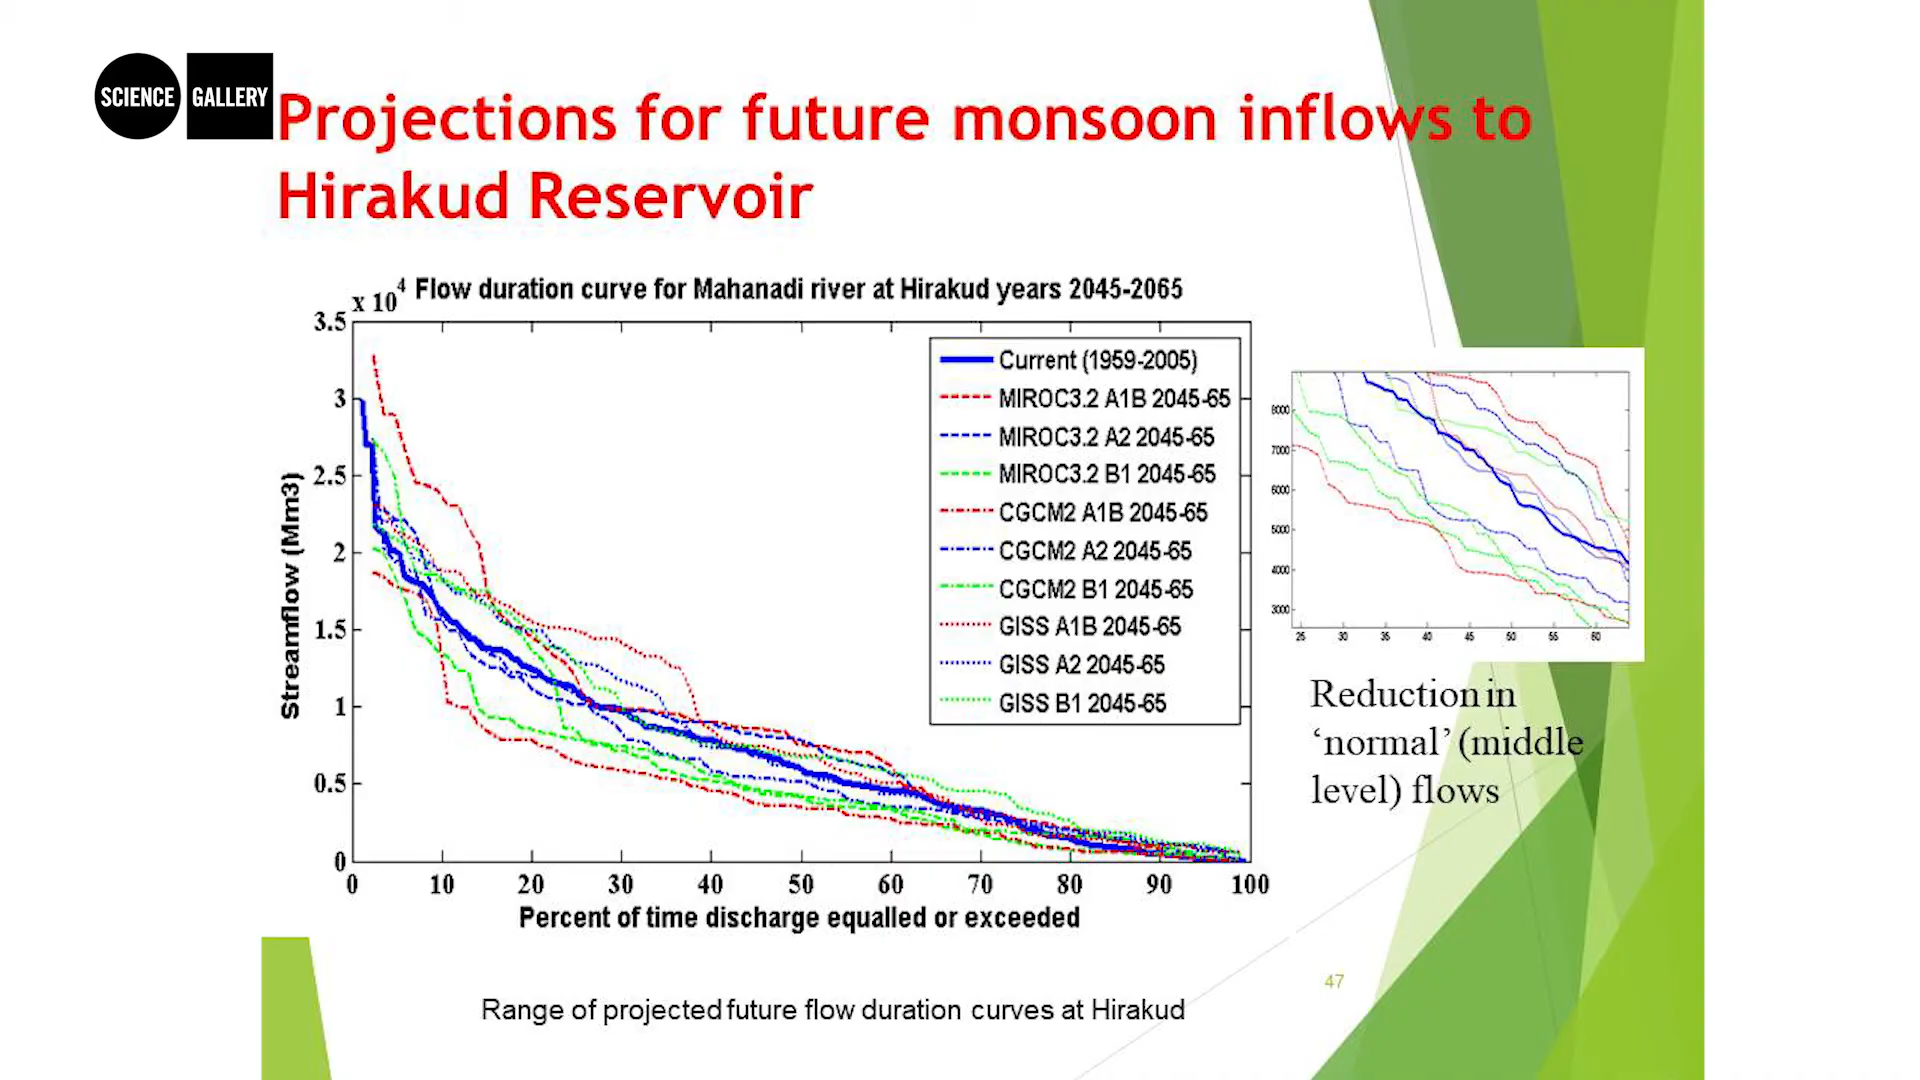 SCIENCE GALLERY
Projections for future monsoon inflows to
Hirakud Reservoir
x 10⁴ Flow duration curve for Mahanadi river at Hirakud years 2045-2065
Streamflow (Mm3)
3.5
3
2.5
2
1.5
1
0.5
0
0 10 20 30 40 50 60 70 80 90 100
Percent of time discharge equalled or exceeded
Current (1959-2005)
MIROC3.2 A1B 2045-65
MIROC3.2 A2 2045-65
MIROC3.2 B1 2045-65
CGCM2 A1B 2045-65
CGCM2 A2 2045-65
CGCM2 B1 2045-65
GISS A1B 2045-65
GISS A2 2045-65
GISS B1 2045-65
8000
7000
6000
5000
4000
3000
25 30 35 40 45 50 55 60
Reduction in
‘normal’ (middle
level) flows
47
Range of projected future flow duration curves at Hirakud